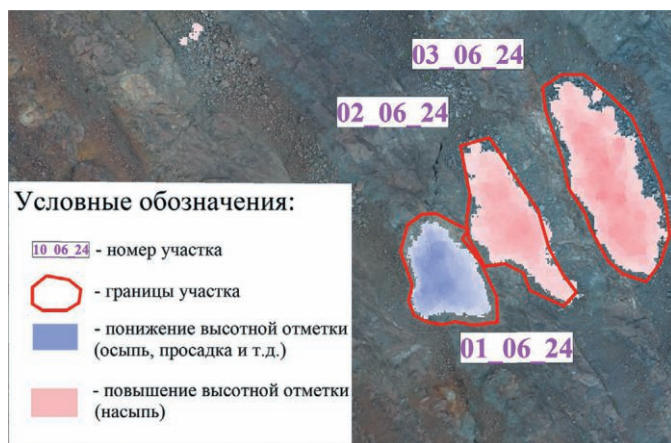 03_06_24
02_06_24
Условные обозначения:
10_06_24 - номер участка
- границы участка
- понижение высотной отметки
(осыпь, просадка и т.д.)
- повышение высотной отметки
(насыпь)
01_06_24